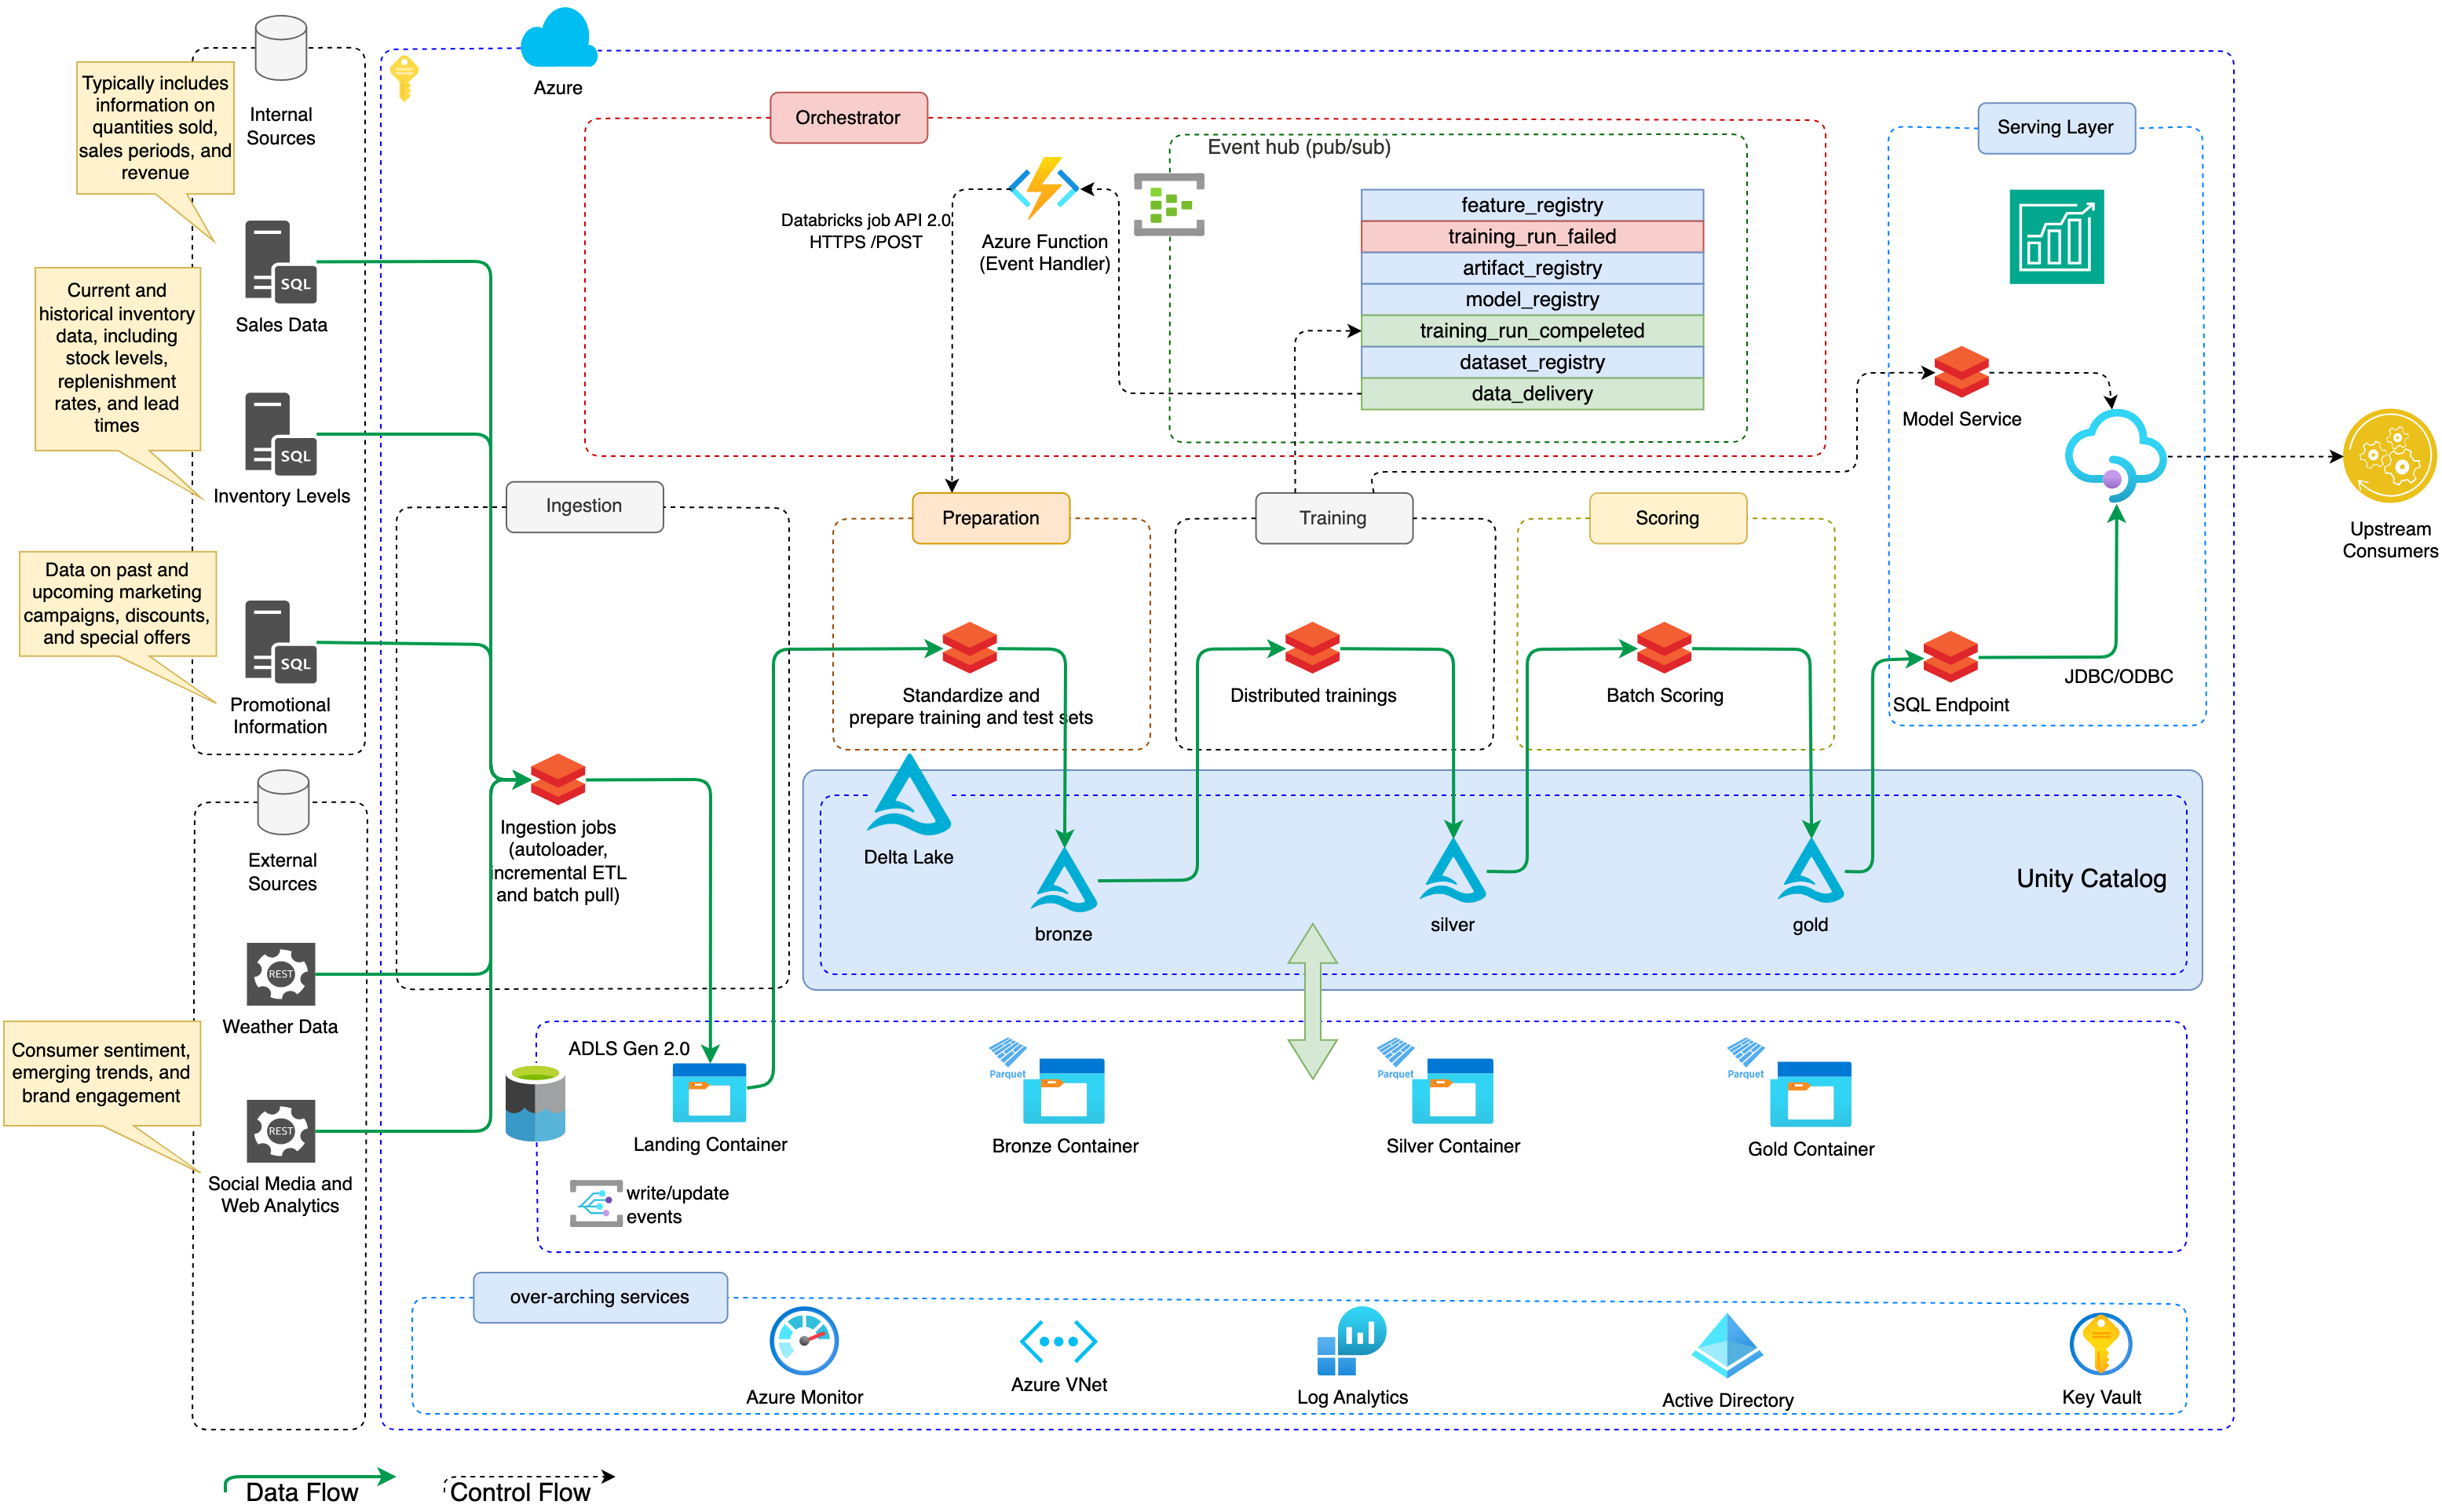 Azure
Internal
Sources
Typically includes
information on
quantities sold,
sales periods, and
revenue
Sales Data
SQL
Current and
historical inventory
data, including
stock levels,
replenishment
rates, and lead
times
Inventory Levels
SQL
Data on past and
upcoming marketing
campaigns, discounts,
and special offers
Promotional
Information
SQL
External
Sources
REST
Weather Data
Consumer sentiment,
emerging trends, and
brand engagement
REST
Social Media and
Web Analytics
Orchestrator
Event hub (pub/sub)
Databricks job API 2.0
HTTPS /POST
Azure Function
(Event Handler)
feature_registry
training_run_failed
artifact_registry
model_registry
training_run_compeleted
dataset_registry
data_delivery
Serving Layer
Model Service
SQL Endpoint
JDBC/ODBC
Upstream
Consumers
Ingestion
Ingestion jobs
(autoloader,
incremental ETL
and batch pull)
Preparation
Standardize and
prepare training and test sets
Training
Distributed trainings
Scoring
Batch Scoring
Delta Lake
bronze
silver
gold
Unity Catalog
ADLS Gen 2.0
Landing Container
Parquet
Bronze Container
Parquet
Silver Container
Parquet
Gold Container
write/update
events
over-arching services
Azure Monitor
Azure VNet
Log Analytics
Active Directory
Key Vault
Data Flow
Control Flow